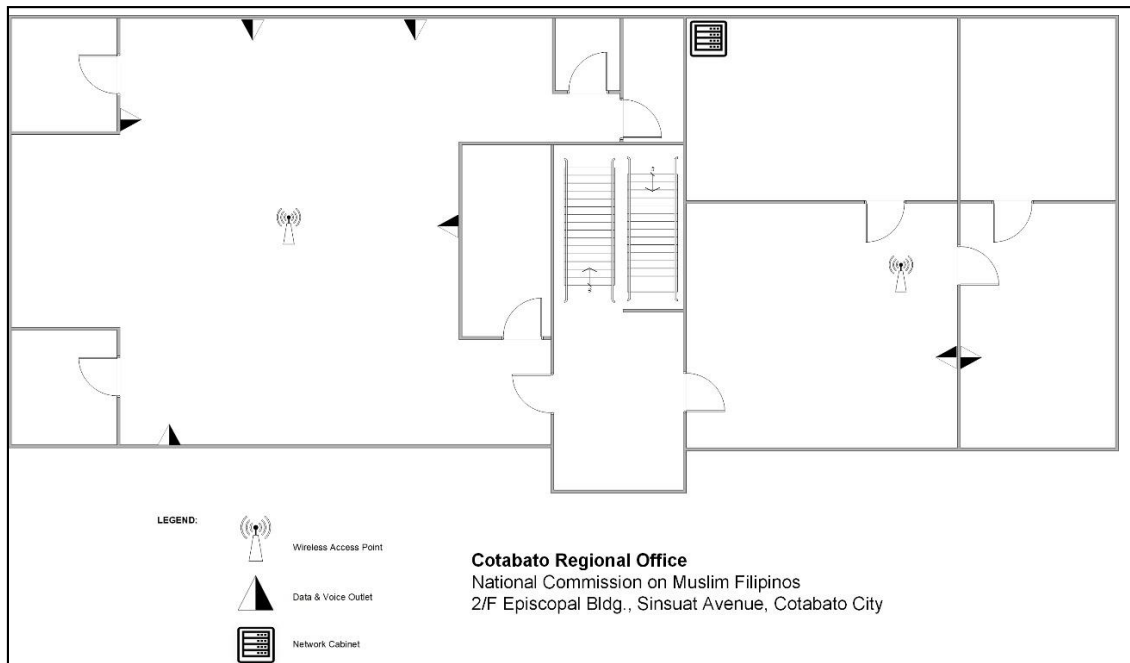 LEGEND:
Wireless Access Point
Data & Voice Outlet
Network Cabinet
Cotabato Regional Office
National Commission on Muslim Filipinos
2/F Episcopal Bldg., Sinsuat Avenue, Cotabato City